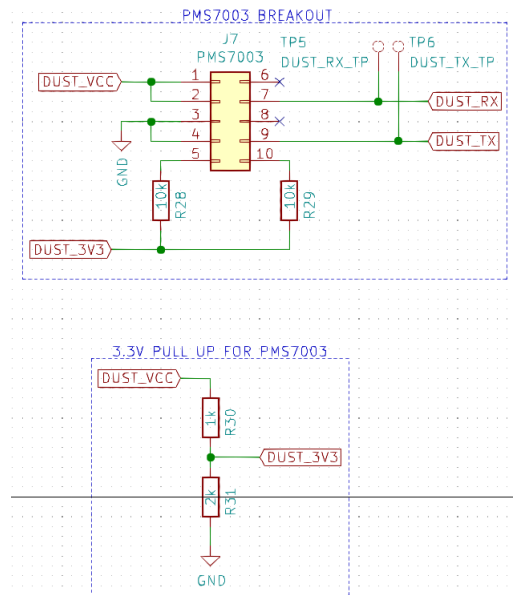 PMS7003 BREAKOUT
J7
PMS7003
TP5
DUST_RX_TP
TP6
DUST_TX_TP
DUST_VCC
1
2
3
4
5
6
7
8
9
10
DUST_RX
DUST_TX
GND
10k
R28
10k
R29
DUST_3V3
3.3V PULL UP FOR PMS7003
DUST_VCC
1k
R30
DUST_3V3
2k
R31
GND